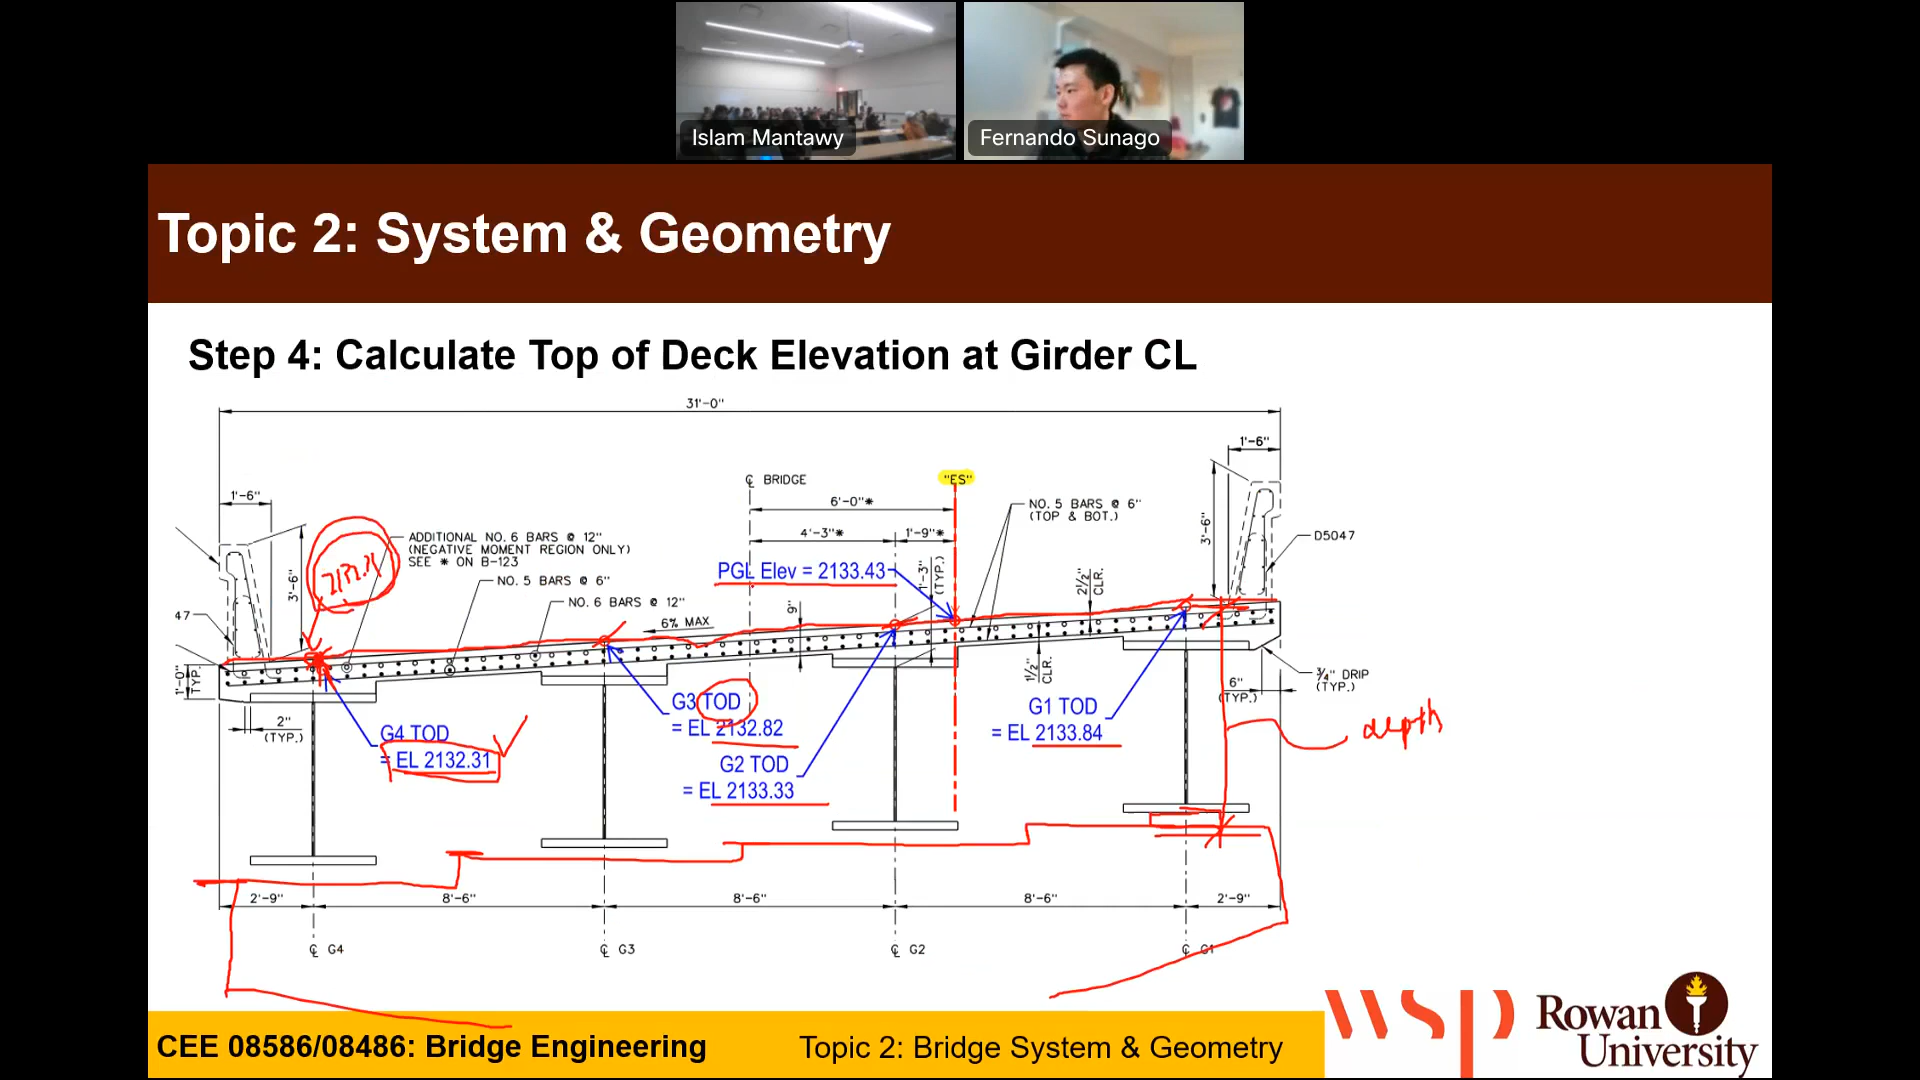 Islam Mantawy
Fernando Sunago
Topic 2: System & Geometry
Step 4: Calculate Top of Deck Elevation at Girder CL
31'-0"
1'-6"
℄ BRIDGE
"ES"
1'-6"
6'-0"*
NO. 5 BARS @ 6"
(TOP & BOT.)
4'-3"*
1'-9"*
3'-6"
D5047
ADDITIONAL NO. 6 BARS @ 12"
(NEGATIVE MOMENT REGION ONLY)
SEE * ON B-123
3'-6"
PGL Elev = 2133.43
1'-3"
(TYP.)
2½"
CLR.
NO. 5 BARS @ 6"
NO. 6 BARS @ 12"
9"
47
6% MAX
1'-0"
TYP.
1½"
CLR.
¾" DRIP
(TYP.)
6"
(TYP.)
2"
(TYP.)
G3 TOD
= EL 2132.82
G1 TOD
= EL 2133.84
depth
G4 TOD
= EL 2132.31
G2 TOD
= EL 2133.33
2'-9"
8'-6"
8'-6"
8'-6"
2'-9"
℄ G4
℄ G3
℄ G2
℄ G1
CEE 08586/08486: Bridge Engineering
Topic 2: Bridge System & Geometry
wsp
Rowan
University